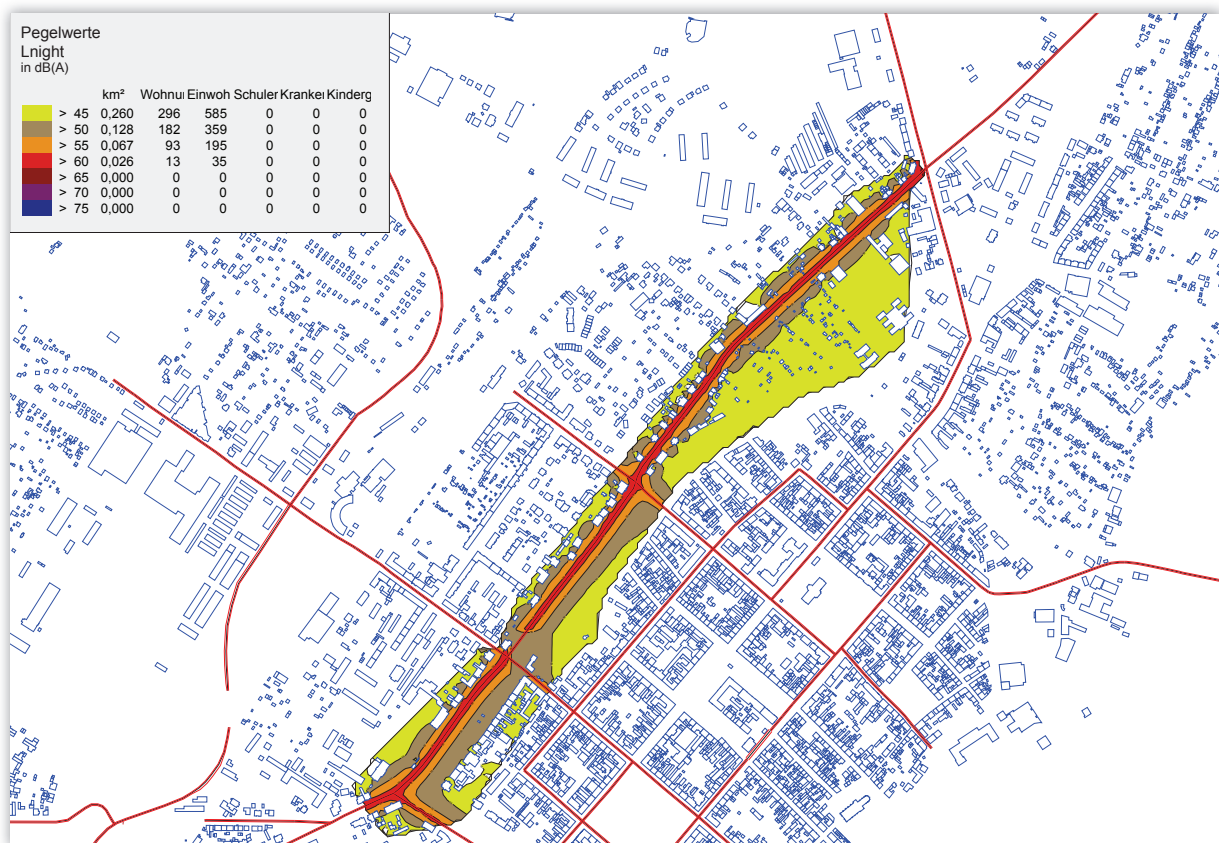 Pegelwerte
Lnight
in dB(A)
km² Wohnu Einwoh Schuler Kranker Kinderg
> 45 0,260 296 585 0 0 0
> 50 0,128 182 359 0 0 0
> 55 0,067 93 195 0 0 0
> 60 0,026 13 35 0 0 0
> 65 0,000 0 0 0 0 0
> 70 0,000 0 0 0 0 0
> 75 0,000 0 0 0 0 0